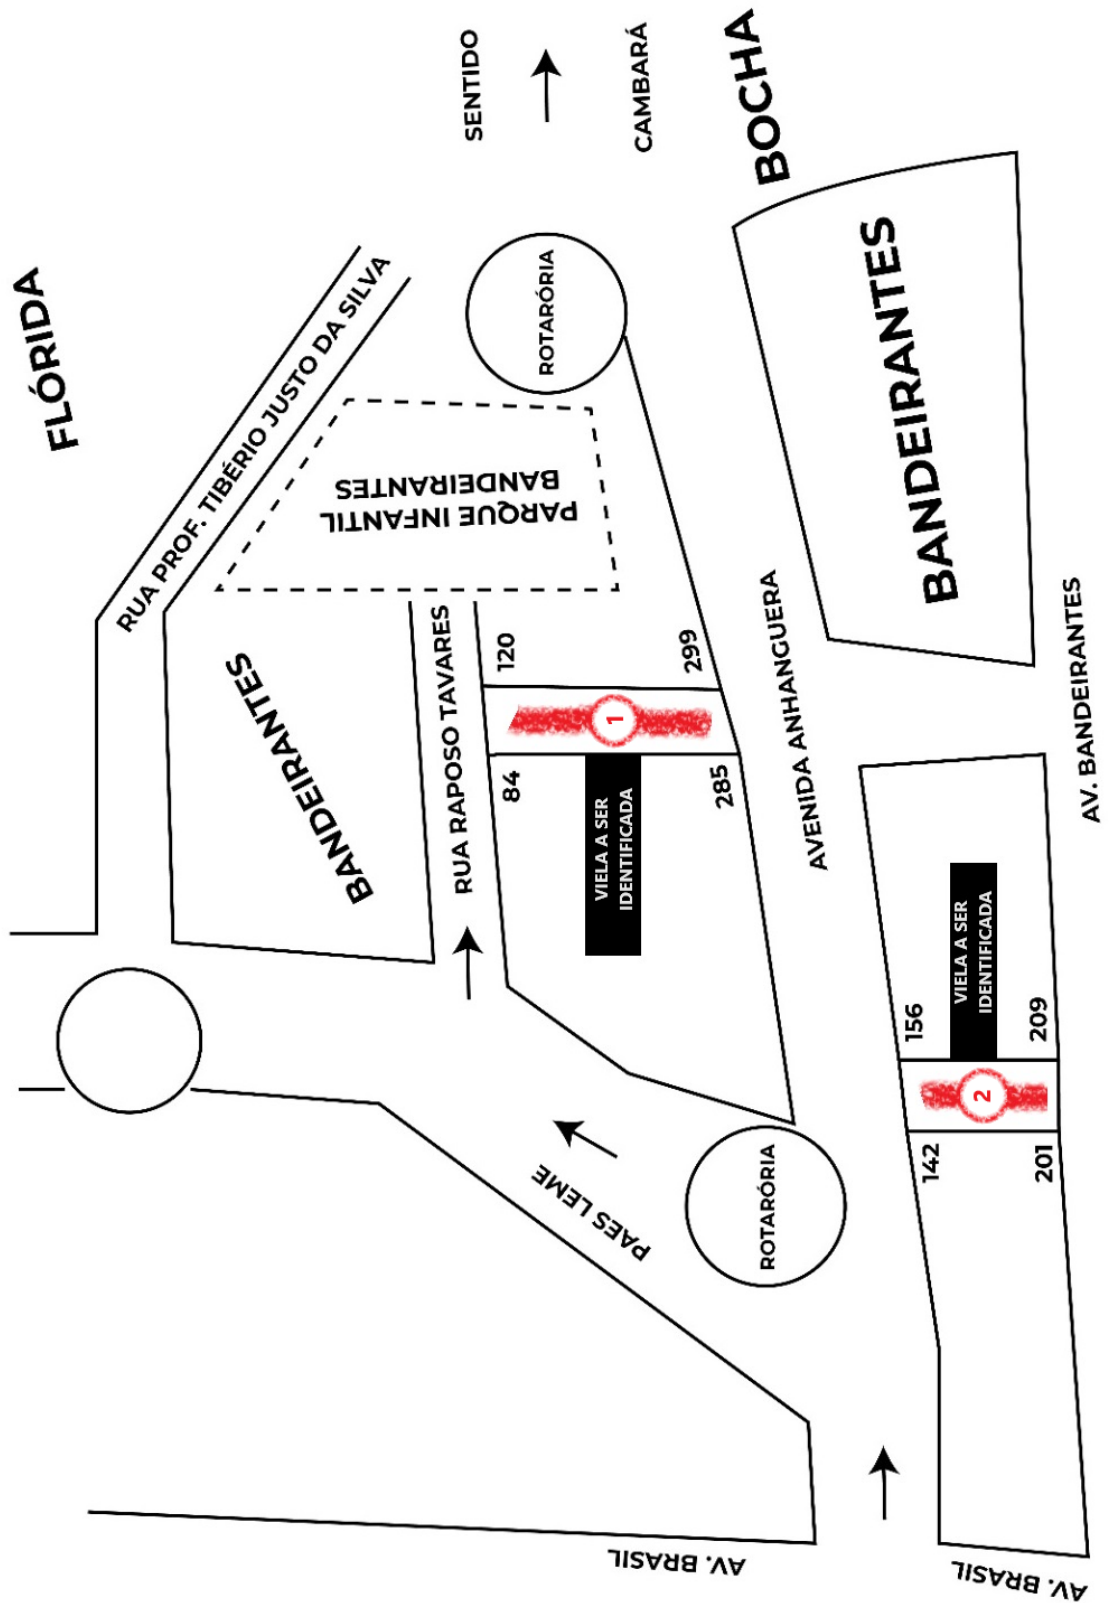 FLÓRIDA
SENTIDO
CAMBARÁ
BOCHA
RUA PROF. TIBÉRIO JUSTO DA SILVA
ROTARÓRIA
PARQUE INFANTIL
BANDEIRANTES
BANDEIRANTES
BANDEIRANTES
RUA RAPOSO TAVARES
120
299
1
84
285
VIELA A SER
IDENTIFICADA
AVENIDA ANHANGUERA
AV. BANDEIRANTES
VIELA A SER
IDENTIFICADA
156
209
2
142
201
PAES LEME
ROTARÓRIA
AV. BRASIL
AV. BRASIL